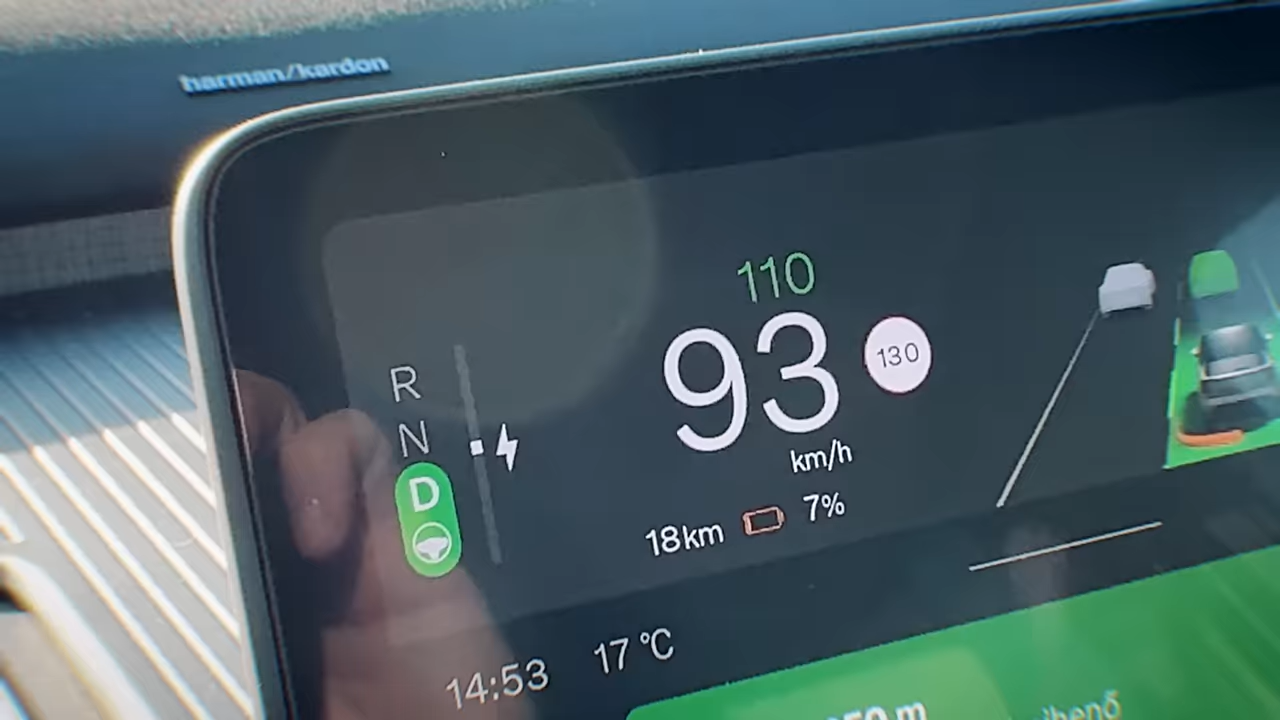 harman/kardon
110
93
130
km/h
R
N
D
18km
7%
14:53
17 °C